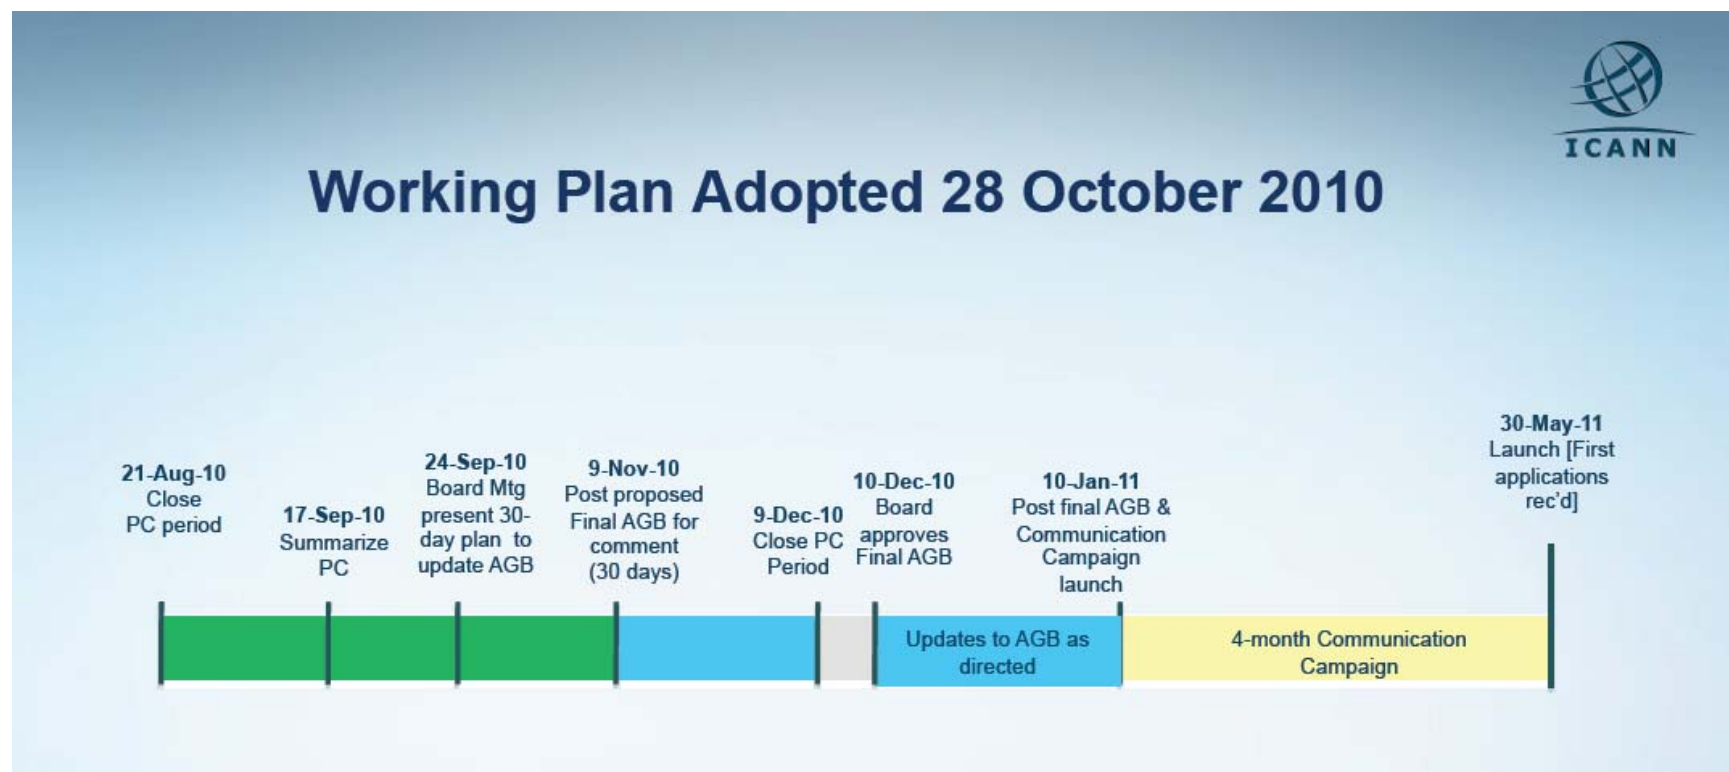 ICANN
Working Plan Adopted 28 October 2010
21-Aug-10
Close
PC period
17-Sep-10
Summarize
PC
24-Sep-10
Board Mtg
present 30-
day plan to
update AGB
9-Nov-10
Post proposed
Final AGB for
comment
(30 days)
9-Dec-10
Close PC
Period
10-Dec-10
Board
approves
Final AGB
10-Jan-11
Post final AGB &
Communication
Campaign
launch
30-May-11
Launch [First
applications
rec'd]
Updates to AGB as
directed
4-month Communication
Campaign